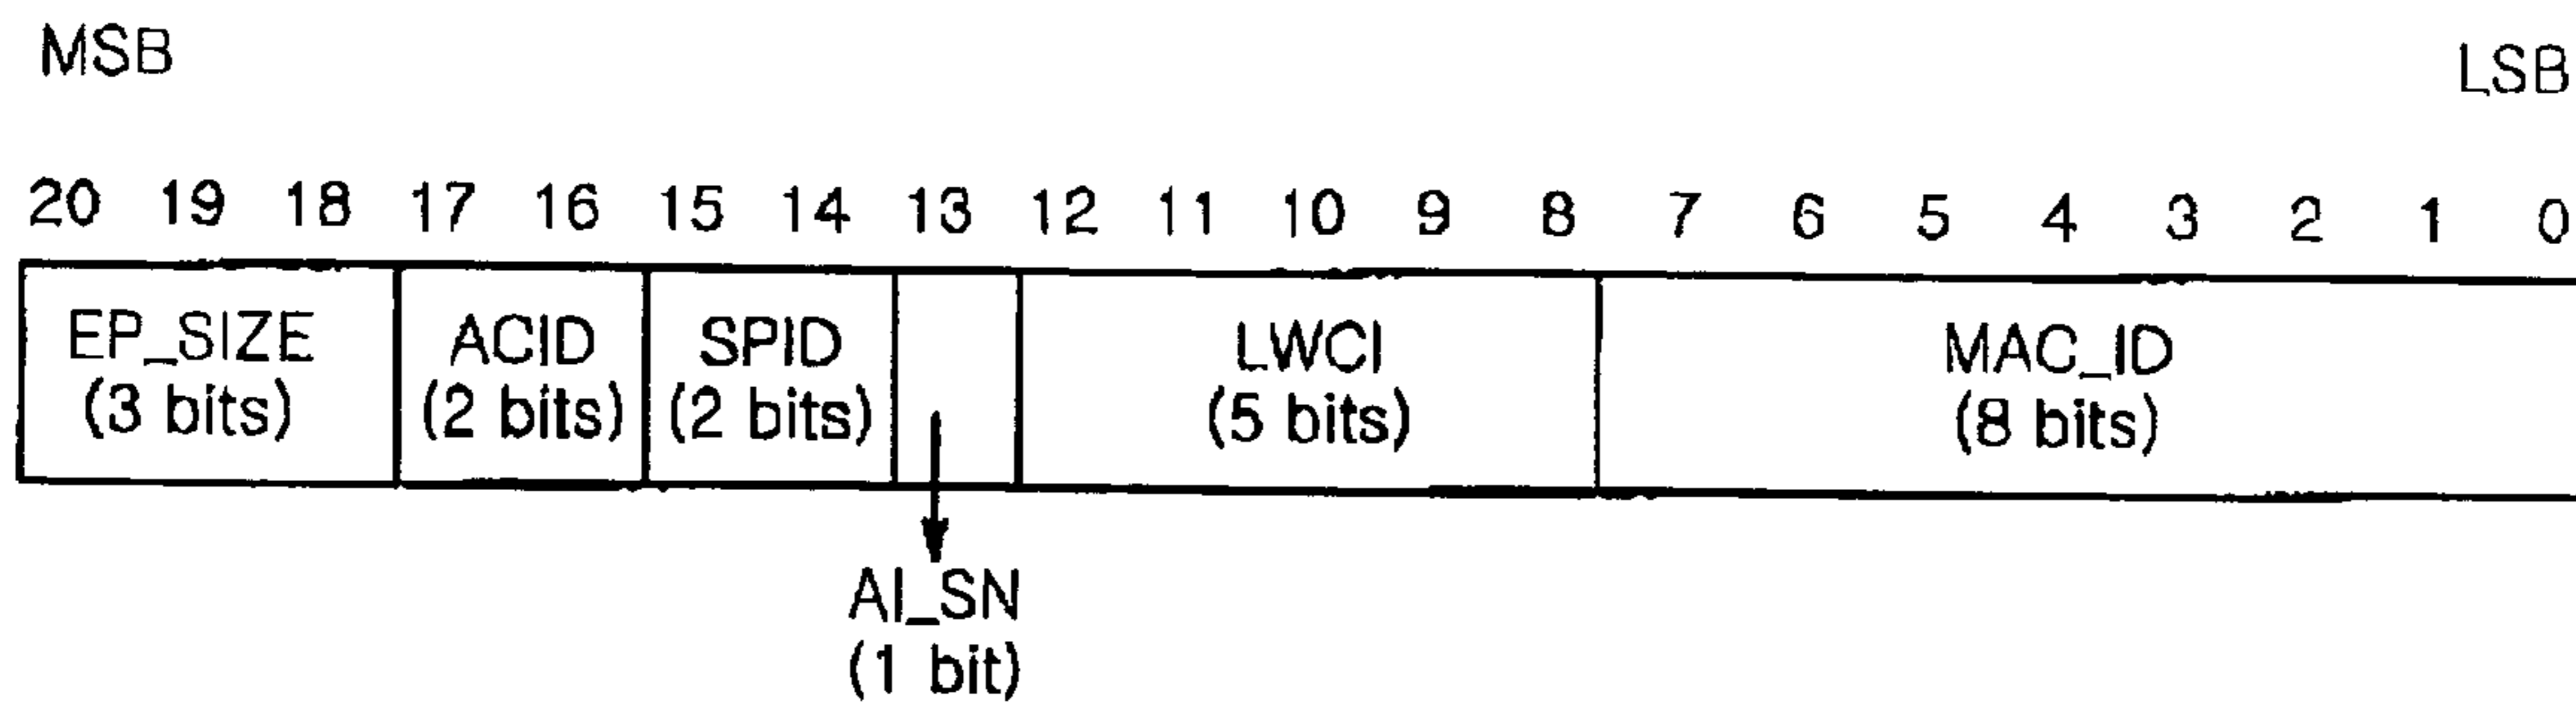 MSB LSB
20 19 18 17 16 15 14 13 12 11 10 9 8 7 6 5 4 3 2 1 0
EP_SIZE ACID SPID LWCI MAC_ID
(3 bits) (2 bits) (2 bits) (5 bits) (8 bits)
AI_SN
(1 bit)